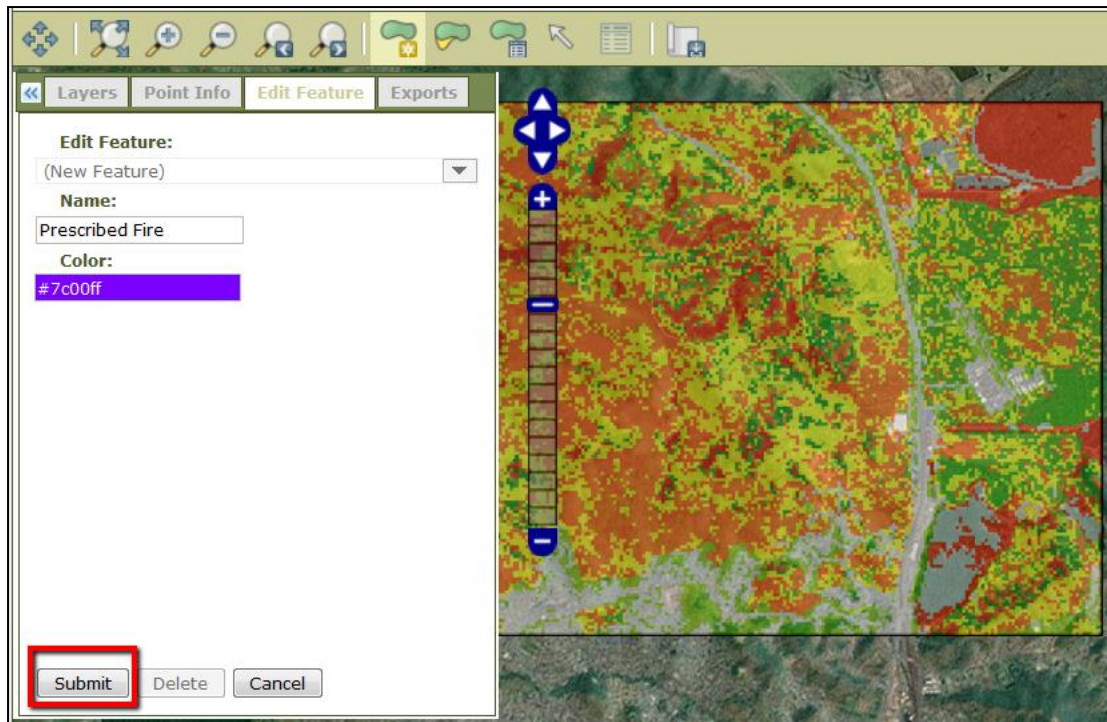 Layers Point Info Edit Feature Exports
Edit Feature:
(New Feature)
Name:
Prescribed Fire
Color:
#7c00ff
Submit Delete Cancel